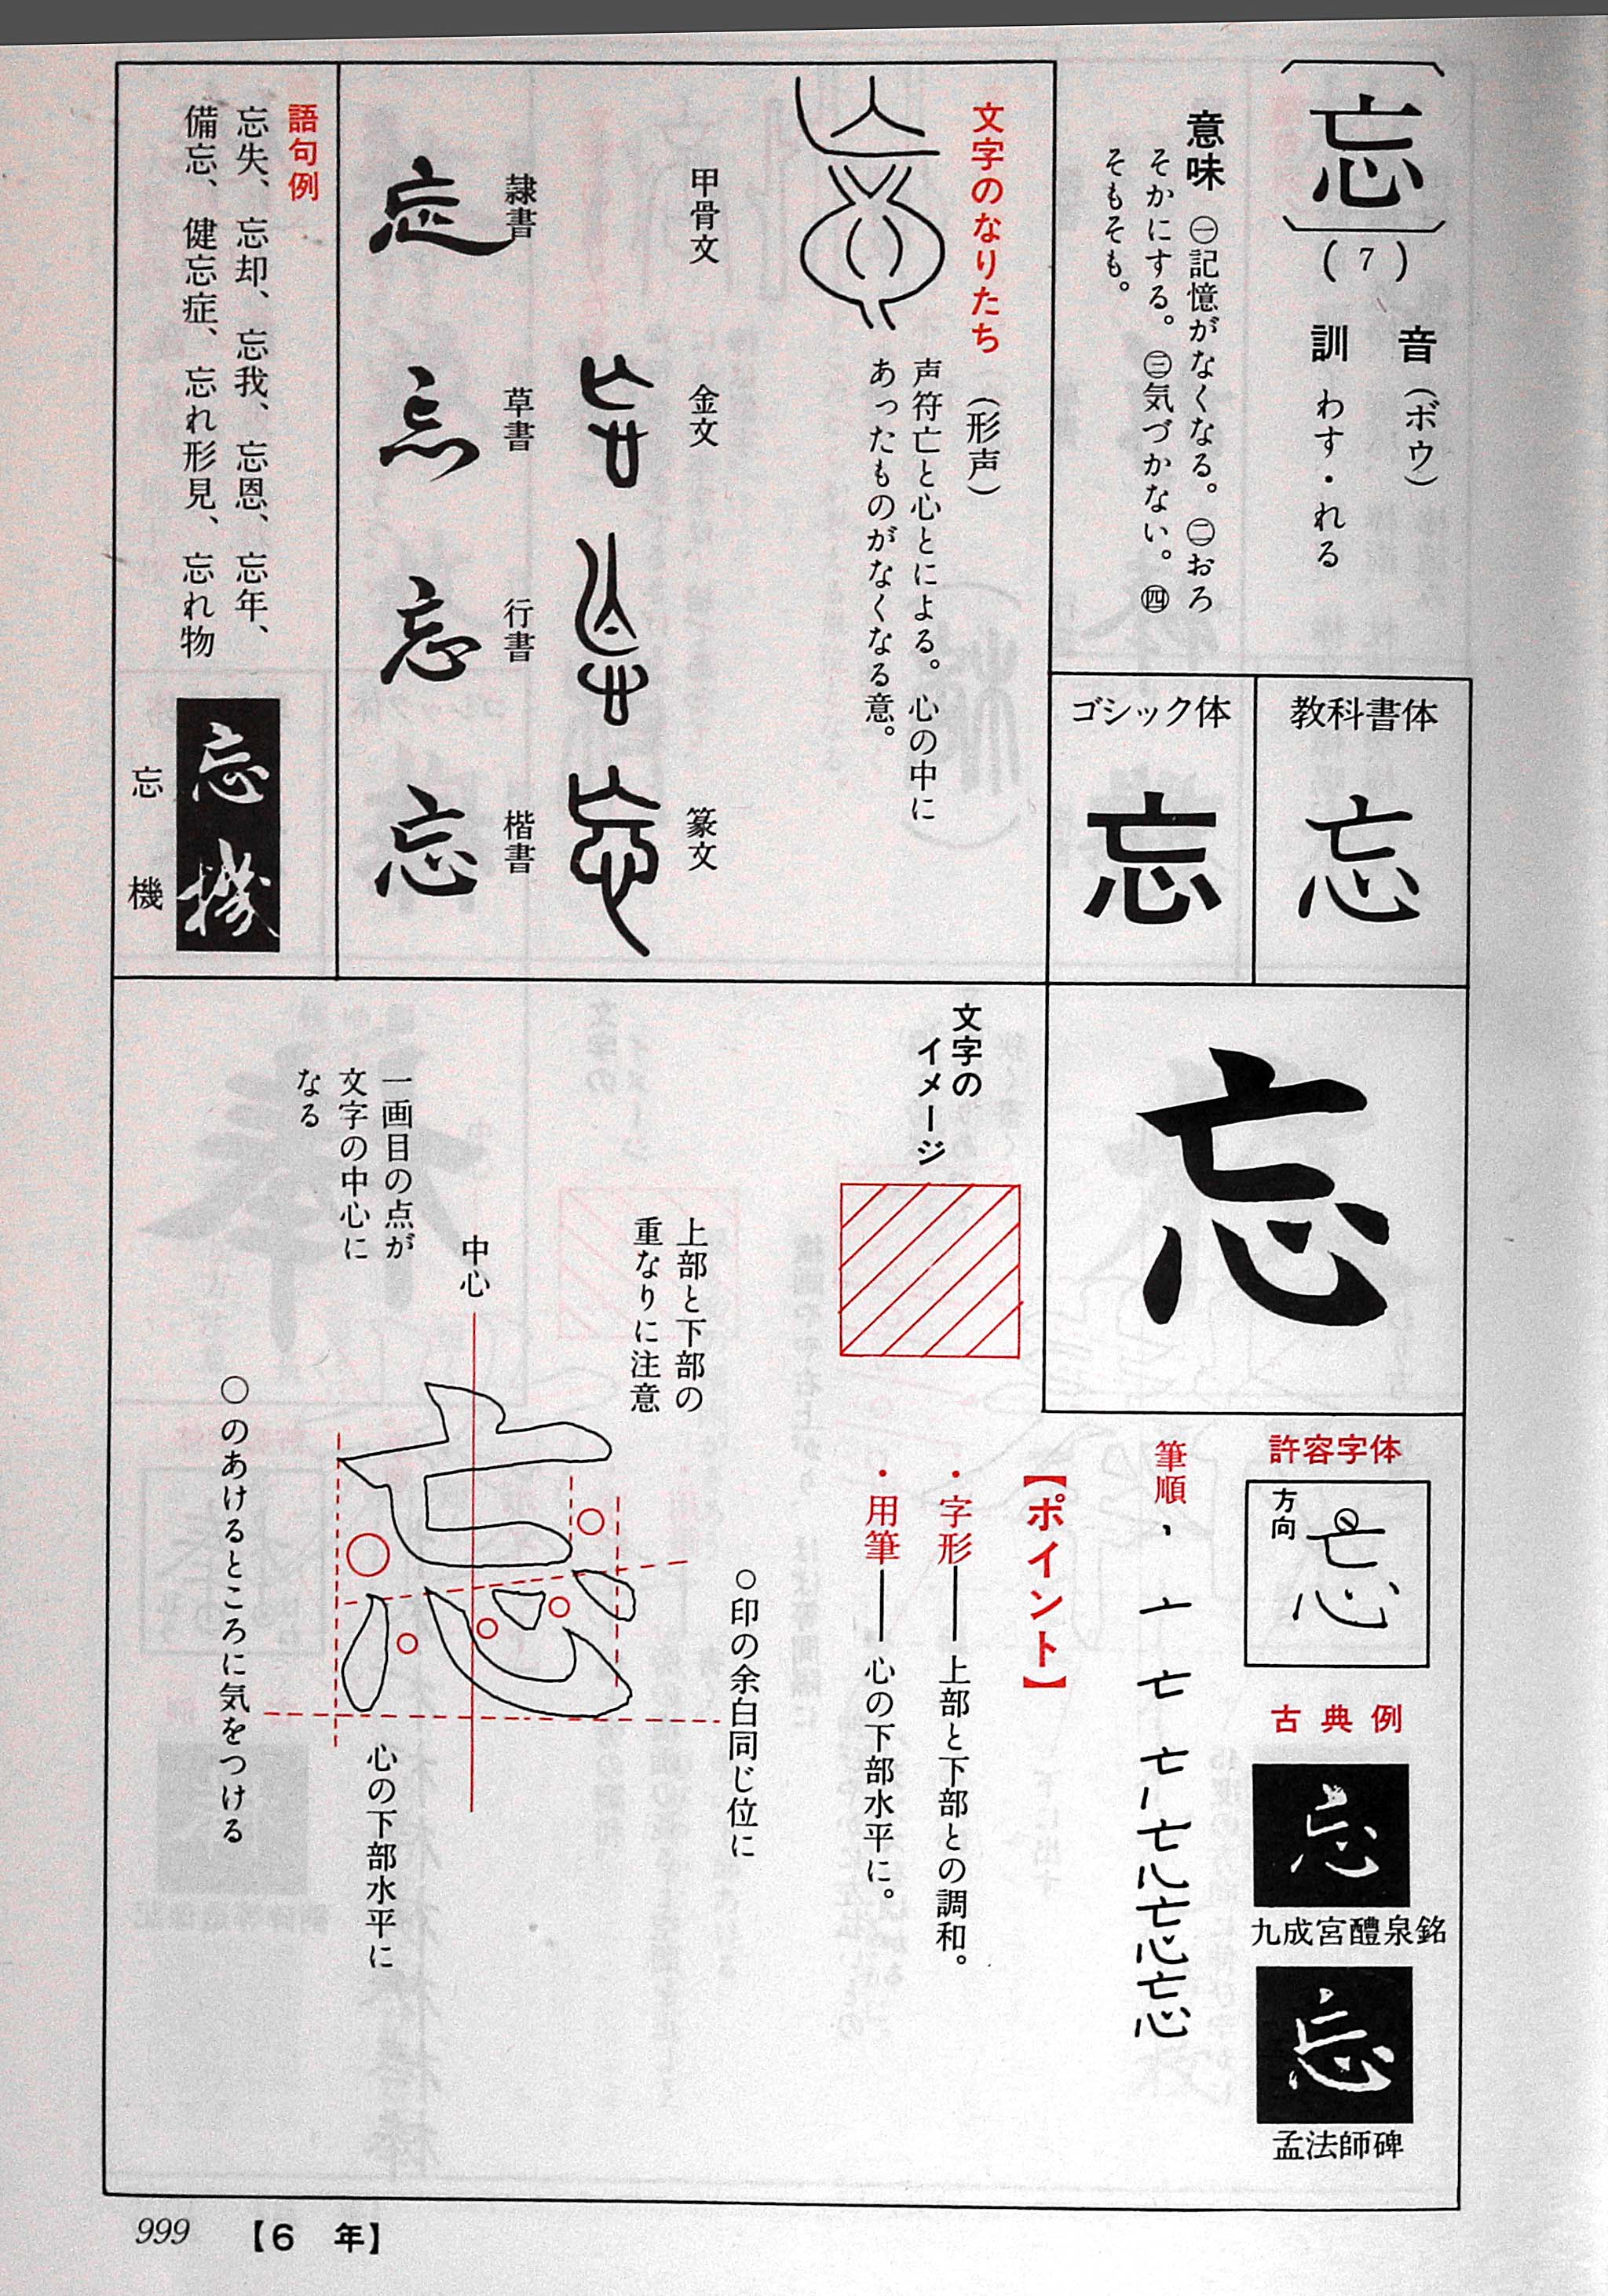 〔忘〕（7）
音（ボウ）
訓 わす・れる
意味 ㊀記憶がなくなる。㊁おろ
そかにする。㊂気づかない。㊃
そもそも。
教科書体
忘
ゴシック体
忘
文字のなりたち（形声）
声符亡と心とによる。心の中に
あったものがなくなる意。
甲骨文 金文 篆文
隷書 草書 行書 楷書
忘 忘 忘 忘
語句例
忘失、忘却、忘我、忘恩、忘年、
備忘、健忘症、忘れ形見、忘れ物
忘機
忘機
忘
許容字体
方向
忘
古典例
忘
九成宮醴泉銘
忘
孟法師碑
筆順
【ポイント】
・字形──上部と下部との調和。
・用筆──心の下部水平に。
文字の
イメージ
○印の余白同じ位に
上部と下部の
重なりに注意
中心
一画目の点が
文字の中心に
なる
心の下部水平に
○のあけるところに気をつける
999 【6 年】